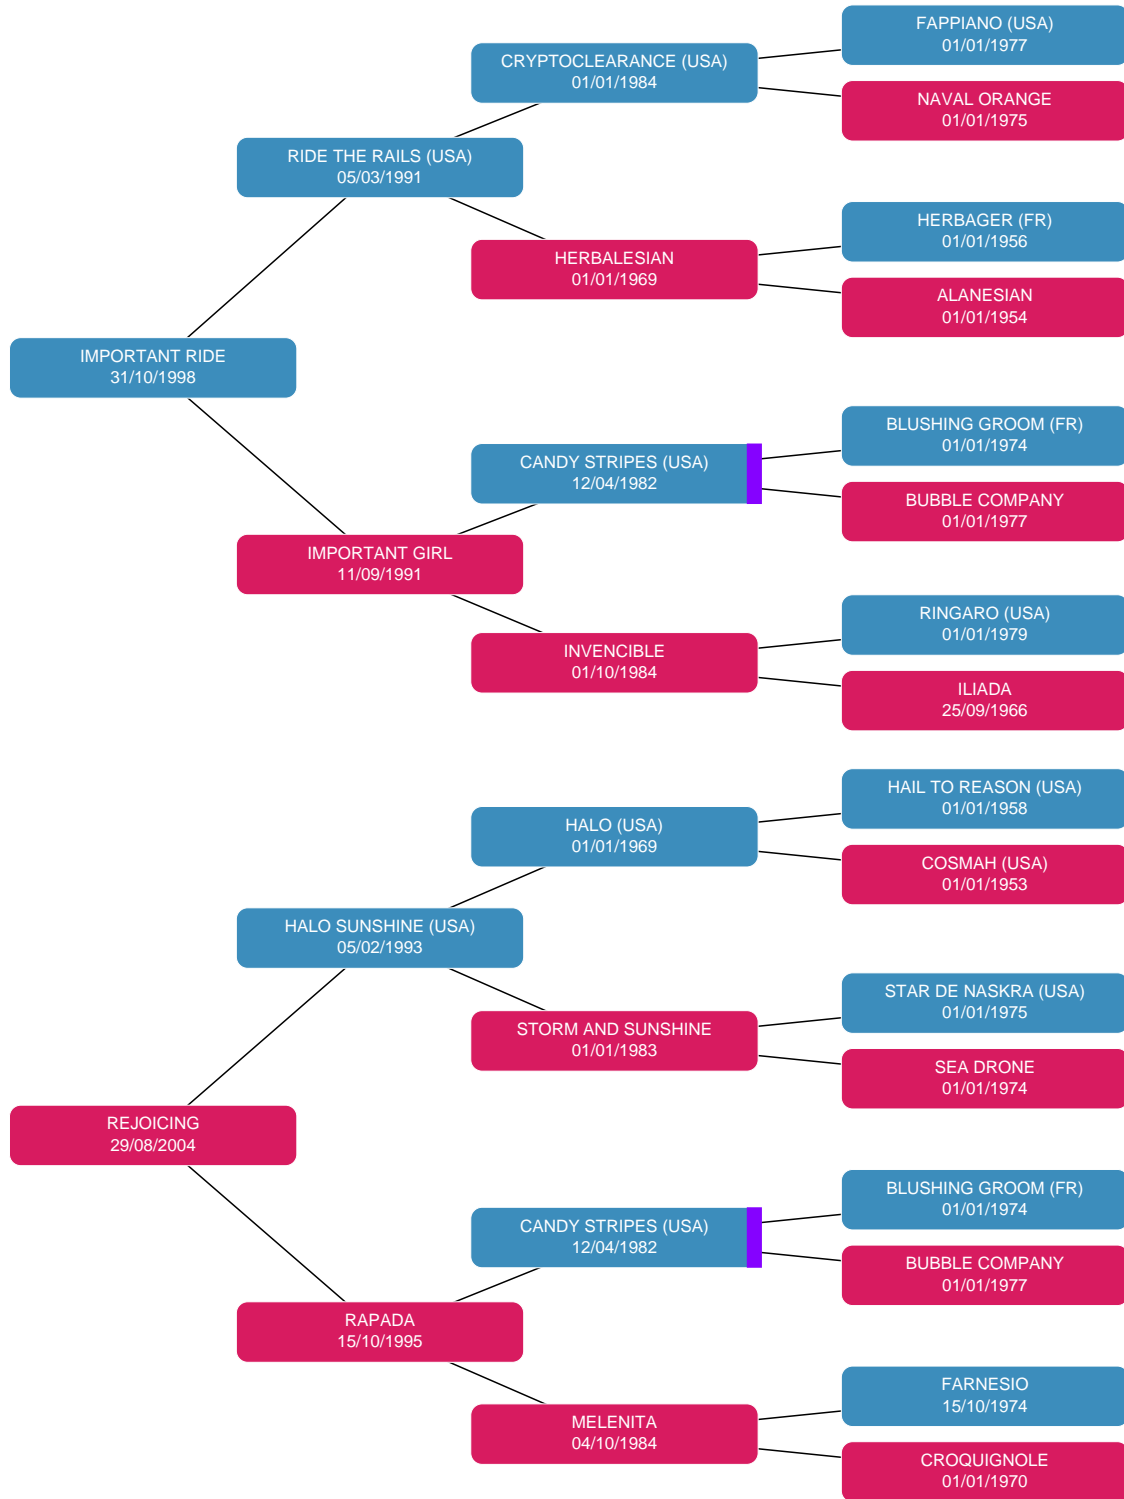 FAPPIANO (USA)
01/01/1977
CRYPTOCLEARANCE (USA)
01/01/1984
NAVAL ORANGE
01/01/1975
RIDE THE RAILS (USA)
05/03/1991
HERBAGER (FR)
01/01/1956
HERBALESIAN
01/01/1969
ALANESIAN
01/01/1954
IMPORTANT RIDE
31/10/1998
BLUSHING GROOM (FR)
01/01/1974
CANDY STRIPES (USA)
12/04/1982
BUBBLE COMPANY
01/01/1977
IMPORTANT GIRL
11/09/1991
RINGARO (USA)
01/01/1979
INVENCIBLE
01/10/1984
ILIADA
25/09/1966
HAIL TO REASON (USA)
01/01/1958
HALO (USA)
01/01/1969
COSMAH (USA)
01/01/1953
HALO SUNSHINE (USA)
05/02/1993
STAR DE NASKRA (USA)
01/01/1975
STORM AND SUNSHINE
01/01/1983
SEA DRONE
01/01/1974
REJOICING
29/08/2004
BLUSHING GROOM (FR)
01/01/1974
CANDY STRIPES (USA)
12/04/1982
BUBBLE COMPANY
01/01/1977
RAPADA
15/10/1995
FARNESIO
15/10/1974
MELENITA
04/10/1984
CROQUIGNOLE
01/01/1970